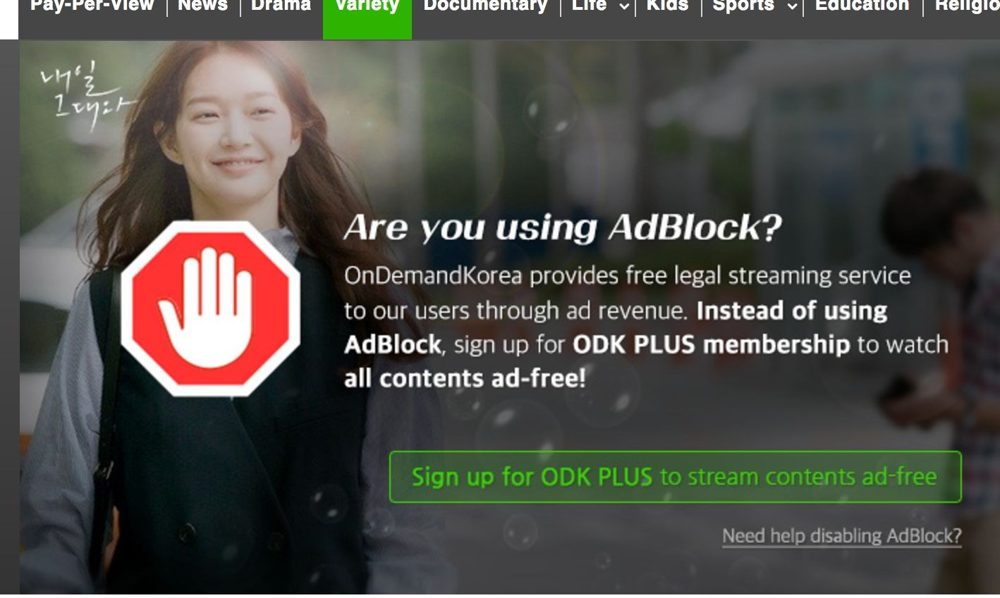 Pay-Per-View News Drama Variety Documentary Life Kids Sports Education Religio
내일
그대와
Are you using AdBlock?
OnDemandKorea provides free legal streaming service
to our users through ad revenue. Instead of using
AdBlock, sign up for ODK PLUS membership to watch
all contents ad-free!
Sign up for ODK PLUS to stream contents ad-free
Need help disabling AdBlock?